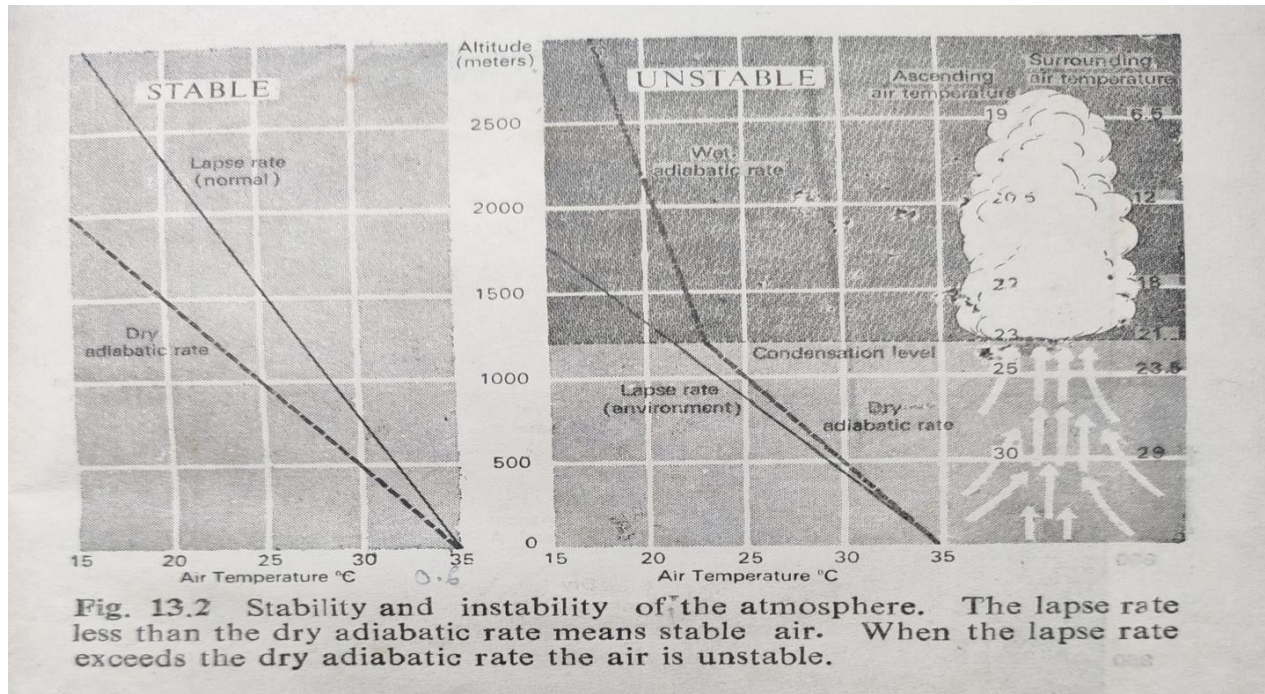 STABLE
Lapse rate
(normal)
Dry
adiabatic rate
15 20 25 30 35
Air Temperature °C
0.6
Altitude
(meters)
2500
2000
1500
1000
500
0
UNSTABLE
Wet
adiabatic rate
Condensation level
Lapse rate
(environment)
Dry
adiabatic rate
15 20 25 30 35
Air Temperature °C
Ascending
air temperature
Surrounding
air temperature
19 6.5
20 5 12
22 18
23 21
25 23.5
30 29
Fig. 13.2 Stability and instability of the atmosphere. The lapse rate
less than the dry adiabatic rate means stable air. When the lapse rate
exceeds the dry adiabatic rate the air is unstable.